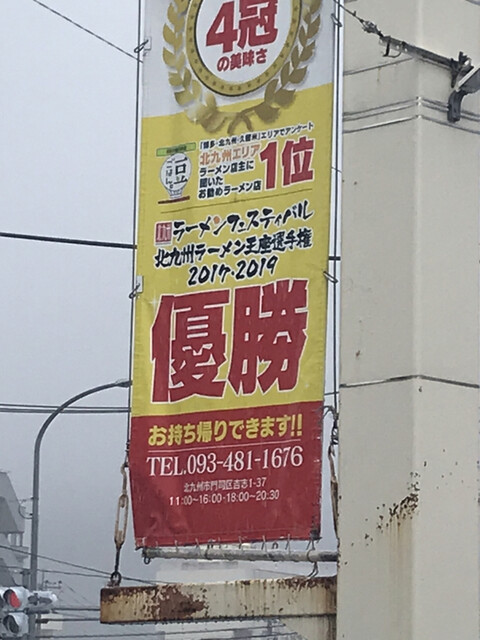 4冠
の美味さ
「博多・北九州・久留米」エリアでアンケート
北九州エリア
ラーメン店主に
聞いた
お勧めラーメン店
1位
ラーメンフェスティバル
北九州ラーメン王座選手権
2017・2019
優勝
お持ち帰りできます!!
TEL.093-481-1676
北九州市門司区吉志1-37
11:00~16:00・18:00~20:30